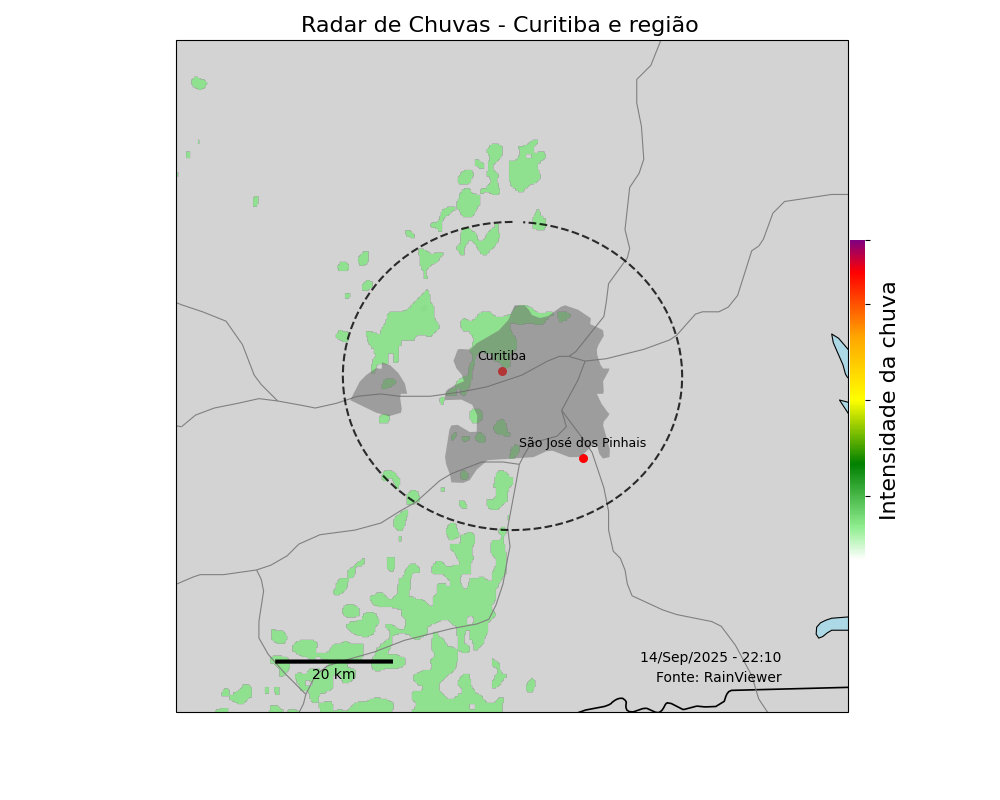 Radar de Chuvas - Curitiba e região
Curitiba
São José dos Pinhais
Intensidade da chuva
14/Sep/2025 - 22:10
Fonte: RainViewer
20 km